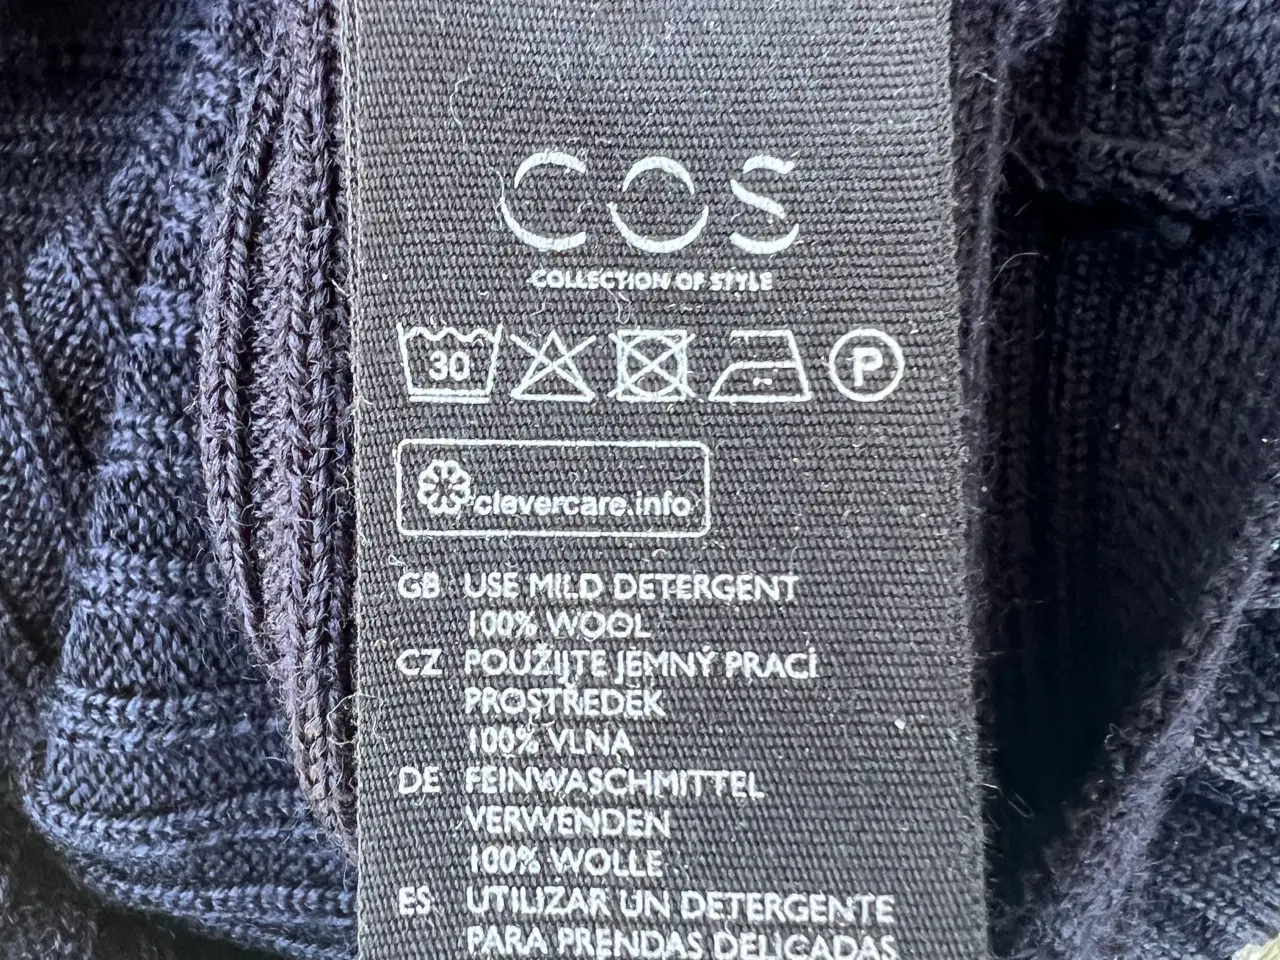 COS
COLLECTION OF STYLE
30 P
clevercare.info
GB USE MILD DETERGENT
100% WOOL
CZ POUŽIJTE JEMNÝ PRACÍ
PROSTŘEDEK
100% VLNA
DE FEINWASCHMITTEL
VERWENDEN
100% WOLLE
ES UTILIZAR UN DETERGENTE
PARA PRENDAS DELICADAS